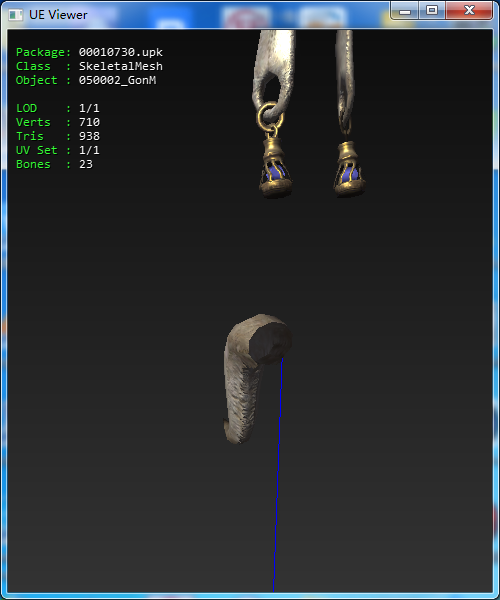 UE Viewer
Package: 00010730.upk
Class  : SkeletalMesh
Object : 050002_GonM
LOD    : 1/1
Verts  : 710
Tris   : 938
UV Set : 1/1
Bones  : 23